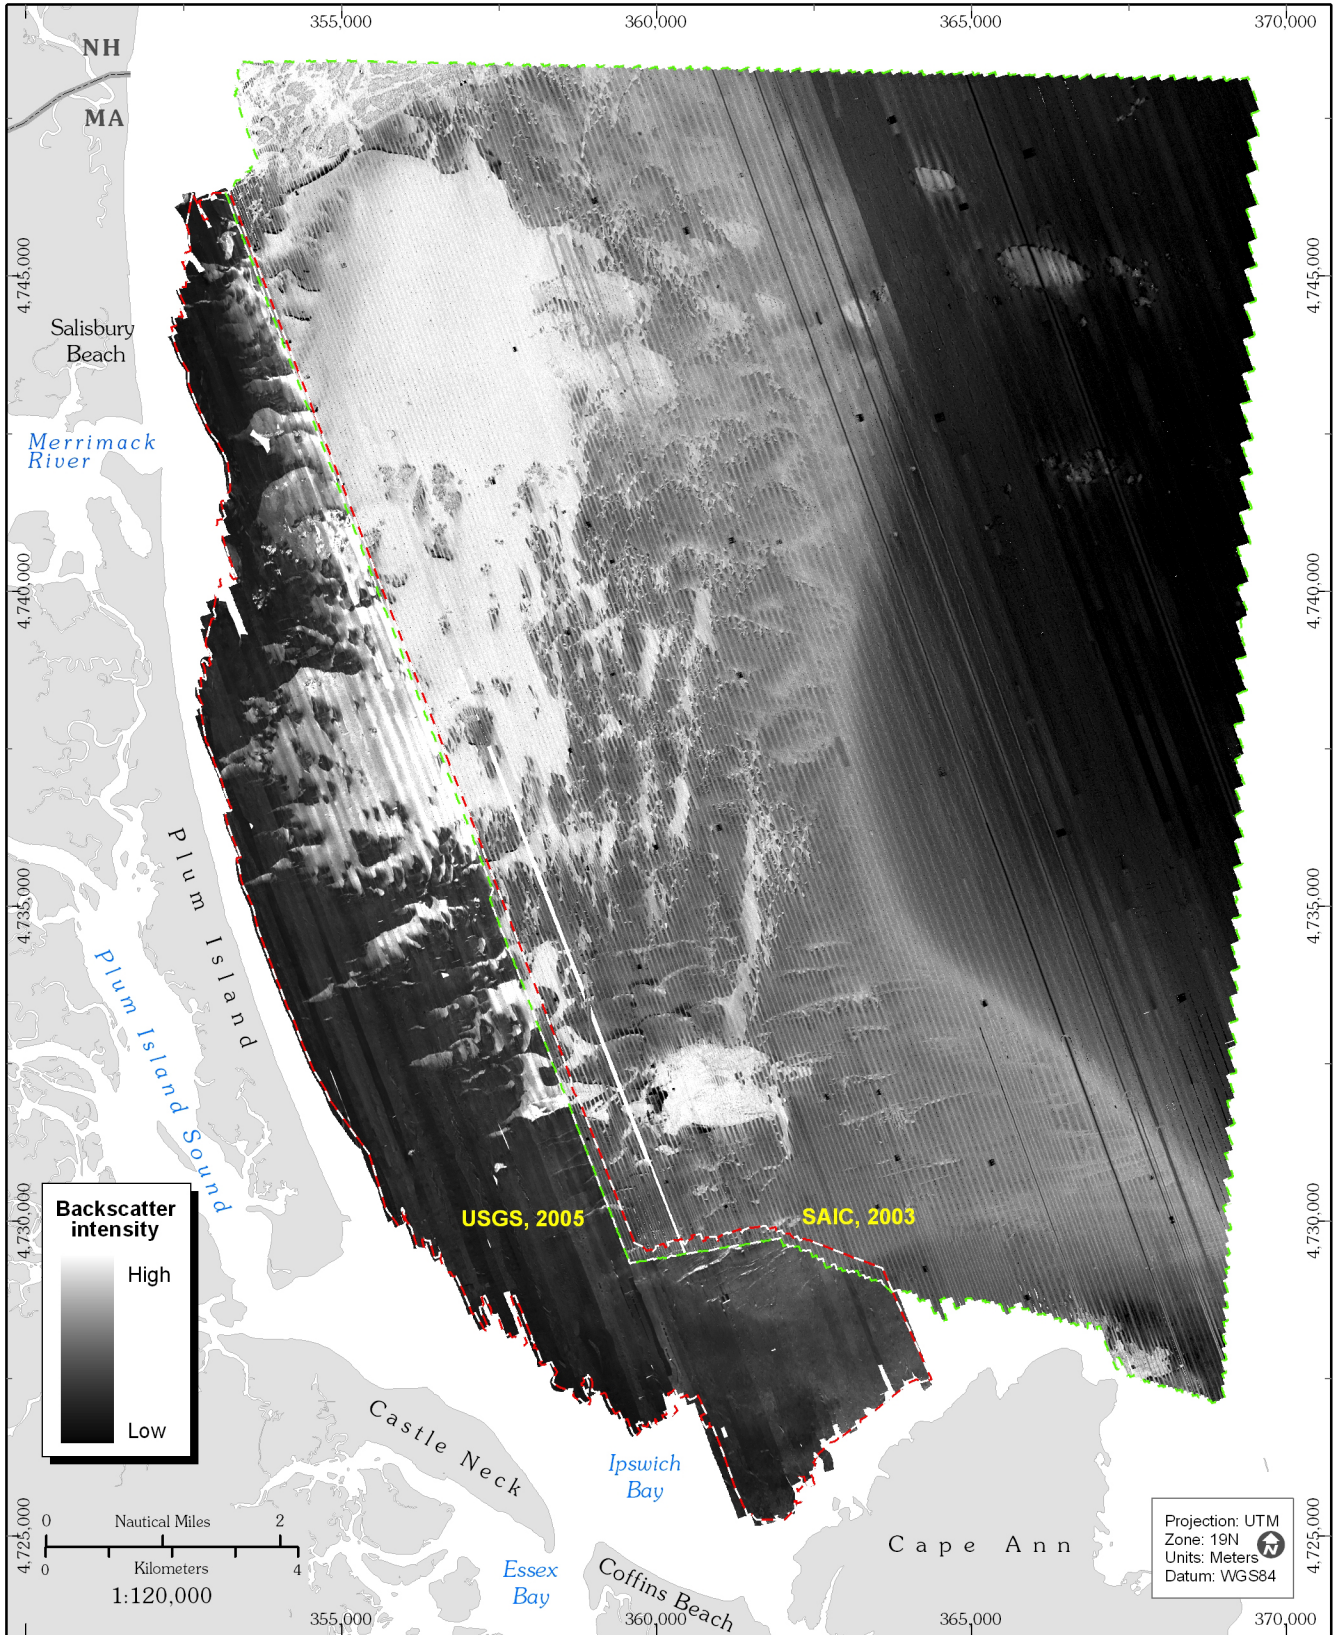 355,000
360,000
365,000
370,000
NH
MA
4,745,000
4,745,000
Salisbury
Beach
Merrimack
River
4,740,000
4,740,000
Plum Island
4,735,000
4,735,000
Plum Island Sound
USGS, 2005
SAIC, 2003
4,730,000
4,730,000
Backscatter
intensity
High
Low
Castle Neck
Ipswich
Bay
Cape Ann
Essex
Bay
Coffins Beach
4,725,000
4,725,000
0
Nautical Miles
2
0
Kilometers
4
1:120,000
Projection: UTM
Zone: 19N
Units: Meters
Datum: WGS84
N
355,000
360,000
365,000
370,000